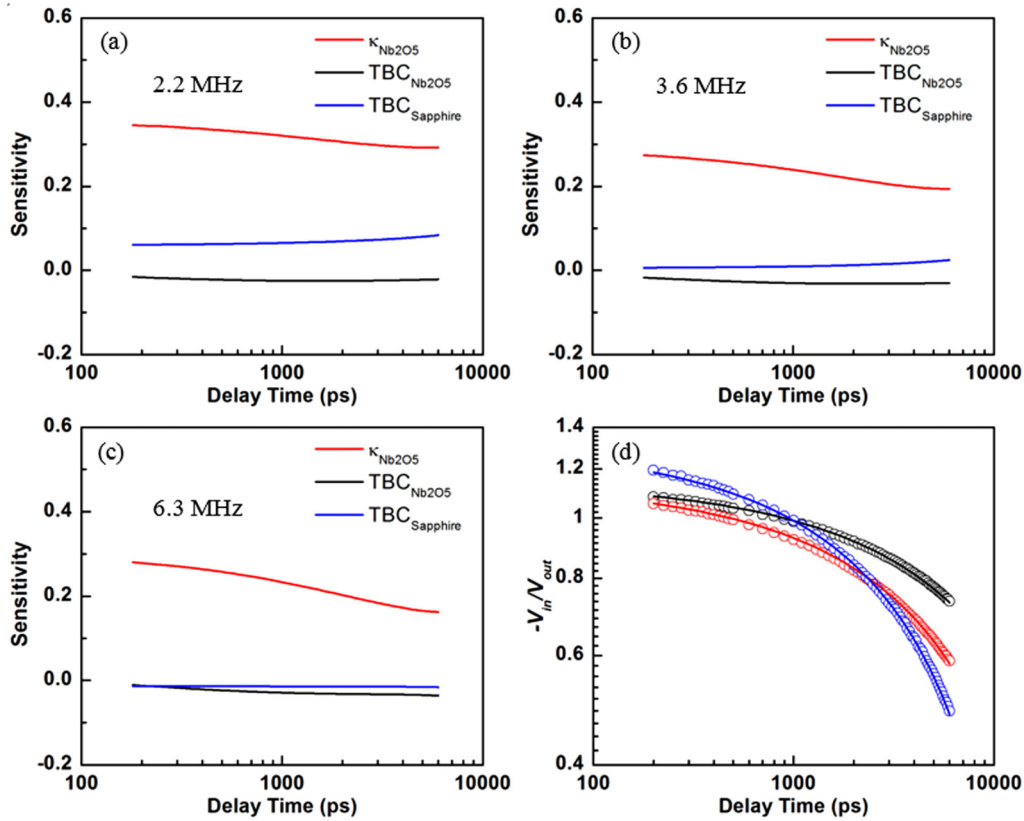 (a)
2.2 MHz
κNb2O5
TBCNb2O5
TBCSapphire
Sensitivity
0.6
0.4
0.2
0.0
-0.2
100
1000
10000
Delay Time (ps)
(b)
3.6 MHz
κNb2O5
TBCNb2O5
TBCSapphire
Sensitivity
0.6
0.4
0.2
0.0
-0.2
100
1000
10000
Delay Time (ps)
(c)
6.3 MHz
κNb2O5
TBCNb2O5
TBCSapphire
Sensitivity
0.6
0.4
0.2
0.0
-0.2
100
1000
10000
Delay Time (ps)
(d)
-Vin/Vout
1.4
1.2
1
0.8
0.6
0.4
100
1000
10000
Delay Time (ps)